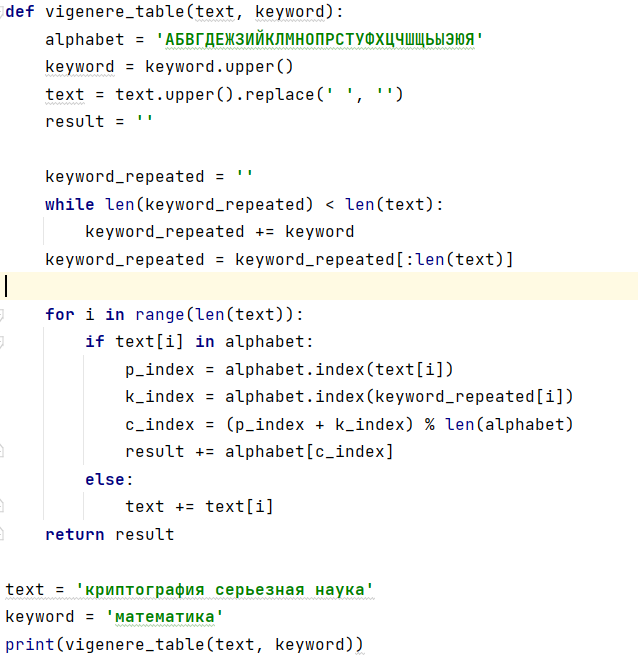 def vigenere_table(text, keyword):
    alphabet = 'АБВГДЕЖЗИЙКЛМНОПРСТУФХЦЧШЩЬЫЭЮЯ'
    keyword = keyword.upper()
    text = text.upper().replace(' ', '')
    result = ''

    keyword_repeated = ''
    while len(keyword_repeated) < len(text):
        keyword_repeated += keyword
    keyword_repeated = keyword_repeated[:len(text)]

    for i in range(len(text)):
        if text[i] in alphabet:
            p_index = alphabet.index(text[i])
            k_index = alphabet.index(keyword_repeated[i])
            c_index = (p_index + k_index) % len(alphabet)
            result += alphabet[c_index]
        else:
            text += text[i]
    return result

text = 'криптография серьезная наука'
keyword = 'математика'
print(vigenere_table(text, keyword))